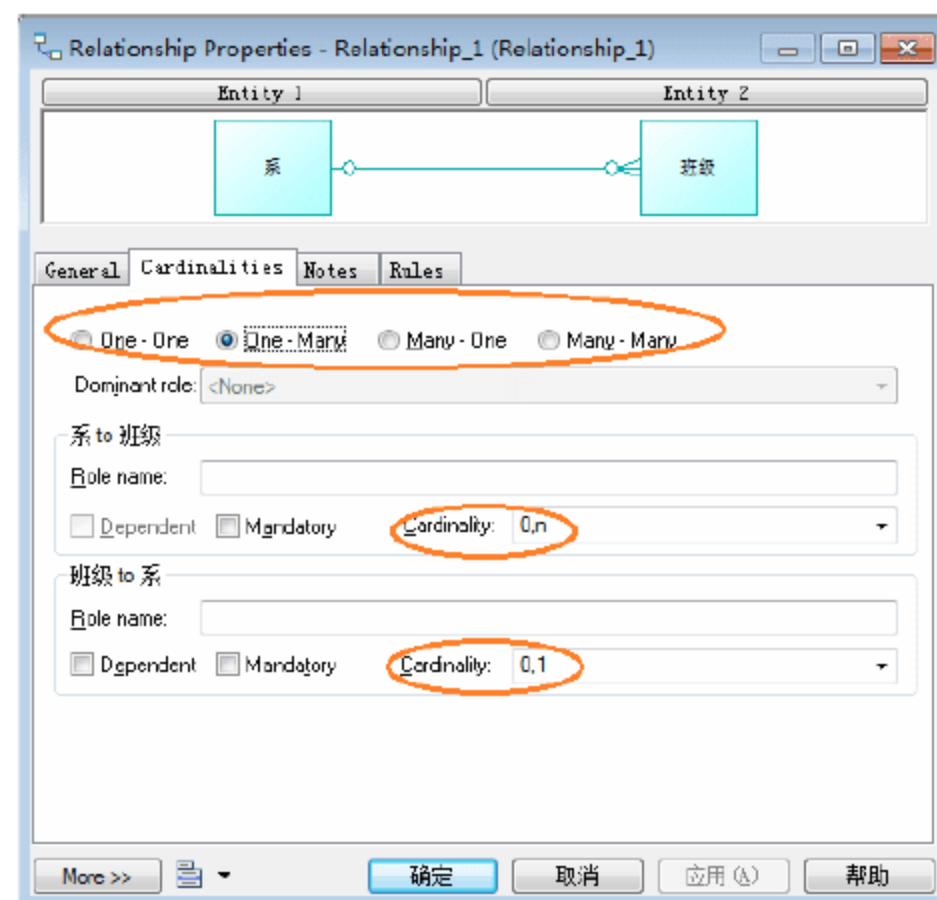 Relationship Properties - Relationship_1 (Relationship_1)
Entity 1 Entity 2
系 班级
General Cardinalities Notes Rules
One - One One - Many Many - One Many - Many
Dominant role: <None>
系 to 班级
Role name:
Dependent Mandatory Cardinality: 0,n
班级 to 系
Role name:
Dependent Mandatory Cardinality: 0,1
More >> 确定 取消 应用 (A) 帮助